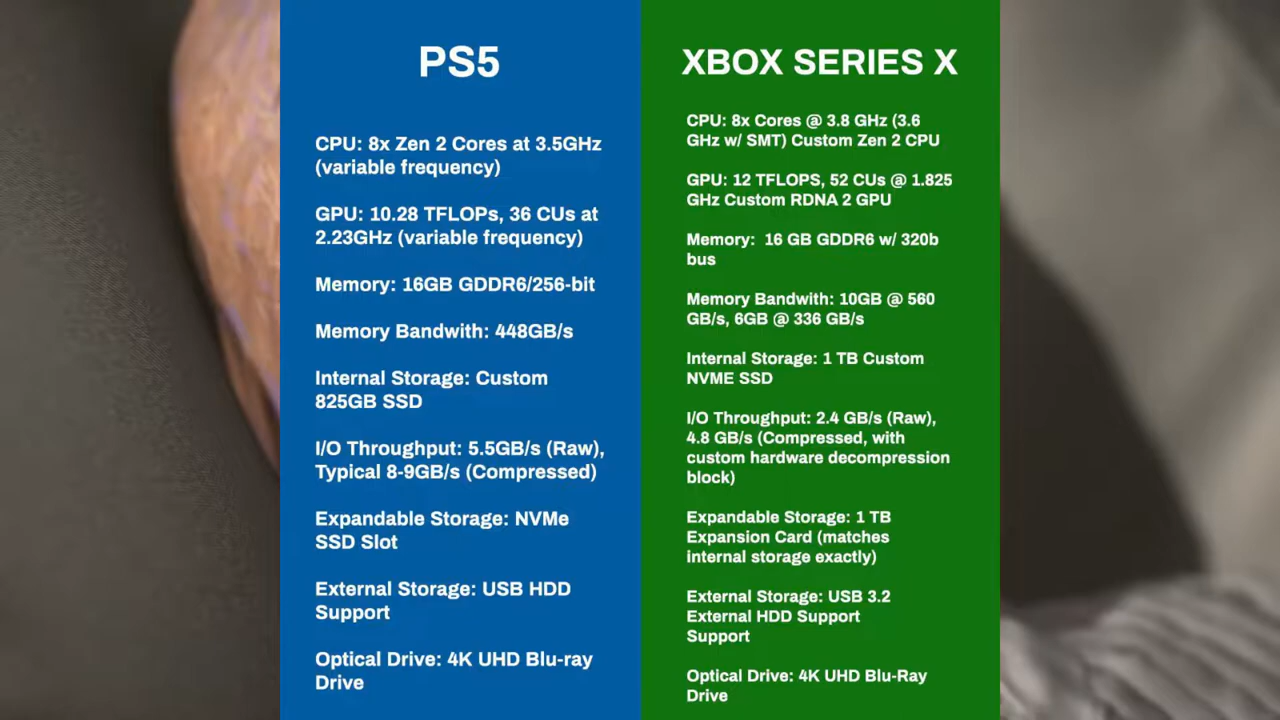 PS5
CPU: 8x Zen 2 Cores at 3.5GHz
(variable frequency)
GPU: 10.28 TFLOPs, 36 CUs at
2.23GHz (variable frequency)
Memory: 16GB GDDR6/256-bit
Memory Bandwith: 448GB/s
Internal Storage: Custom
825GB SSD
I/O Throughput: 5.5GB/s (Raw),
Typical 8-9GB/s (Compressed)
Expandable Storage: NVMe
SSD Slot
External Storage: USB HDD
Support
Optical Drive: 4K UHD Blu-ray
Drive
XBOX SERIES X
CPU: 8x Cores @ 3.8 GHz (3.6
GHz w/ SMT) Custom Zen 2 CPU
GPU: 12 TFLOPS, 52 CUs @ 1.825
GHz Custom RDNA 2 GPU
Memory: 16 GB GDDR6 w/ 320b
bus
Memory Bandwith: 10GB @ 560
GB/s, 6GB @ 336 GB/s
Internal Storage: 1 TB Custom
NVME SSD
I/O Throughput: 2.4 GB/s (Raw),
4.8 GB/s (Compressed, with
custom hardware decompression
block)
Expandable Storage: 1 TB
Expansion Card (matches
internal storage exactly)
External Storage: USB 3.2
External HDD Support
Support
Optical Drive: 4K UHD Blu-Ray
Drive